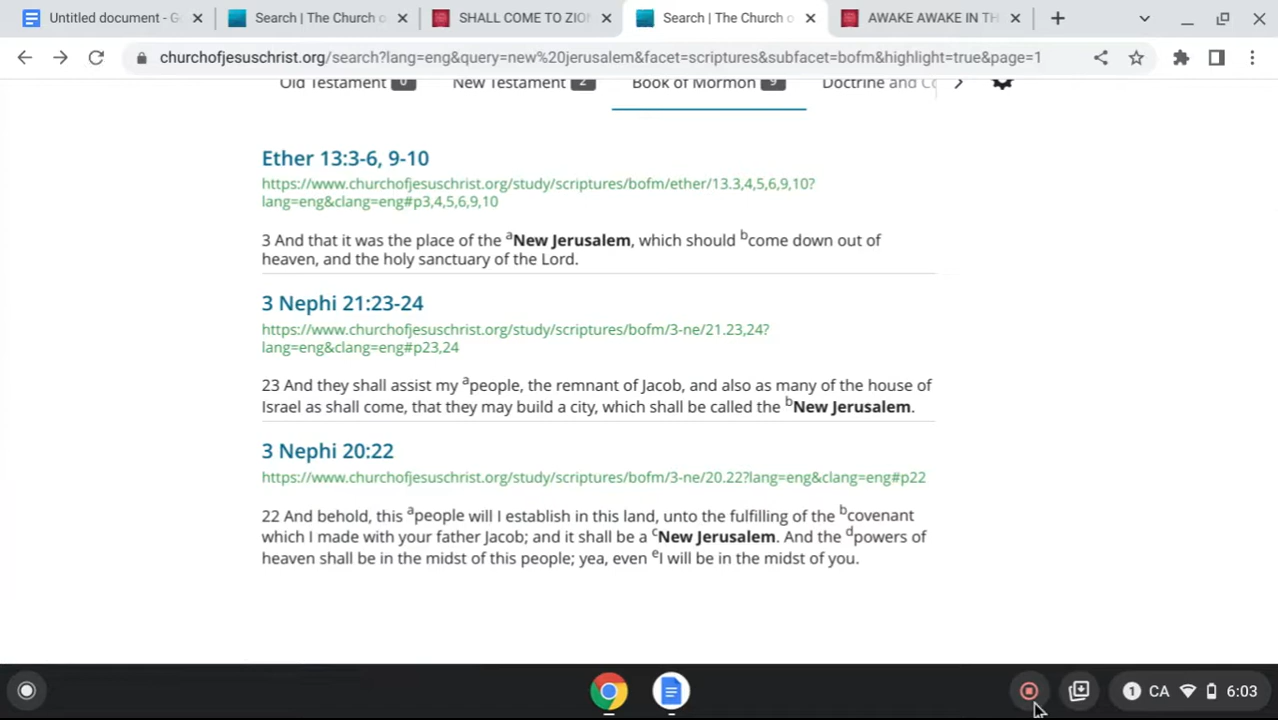 Untitled document - G
Search | The Church o
SHALL COME TO ZION
Search | The Church o
AWAKE AWAKE IN TH
churchofjesuschrist.org/search?lang=eng&query=new%20jerusalem&facet=scriptures&subfacet=bofm&highlight=true&page=1
Old Testament 0 New Testament 2 Book of Mormon 9 Doctrine and Co
Ether 13:3-6, 9-10
https://www.churchofjesuschrist.org/study/scriptures/bofm/ether/13.3,4,5,6,9,10?
lang=eng&clang=eng#p3,4,5,6,9,10
3 And that it was the place of the aNew Jerusalem, which should bcome down out of
heaven, and the holy sanctuary of the Lord.
3 Nephi 21:23-24
https://www.churchofjesuschrist.org/study/scriptures/bofm/3-ne/21.23,24?
lang=eng&clang=eng#p23,24
23 And they shall assist my apeople, the remnant of Jacob, and also as many of the house of
Israel as shall come, that they may build a city, which shall be called the bNew Jerusalem.
3 Nephi 20:22
https://www.churchofjesuschrist.org/study/scriptures/bofm/3-ne/20.22?lang=eng&clang=eng#p22
22 And behold, this apeople will I establish in this land, unto the fulfilling of the bcovenant
which I made with your father Jacob; and it shall be a cNew Jerusalem. And the dpowers of
heaven shall be in the midst of this people; yea, even eI will be in the midst of you.
1 CA 6:03